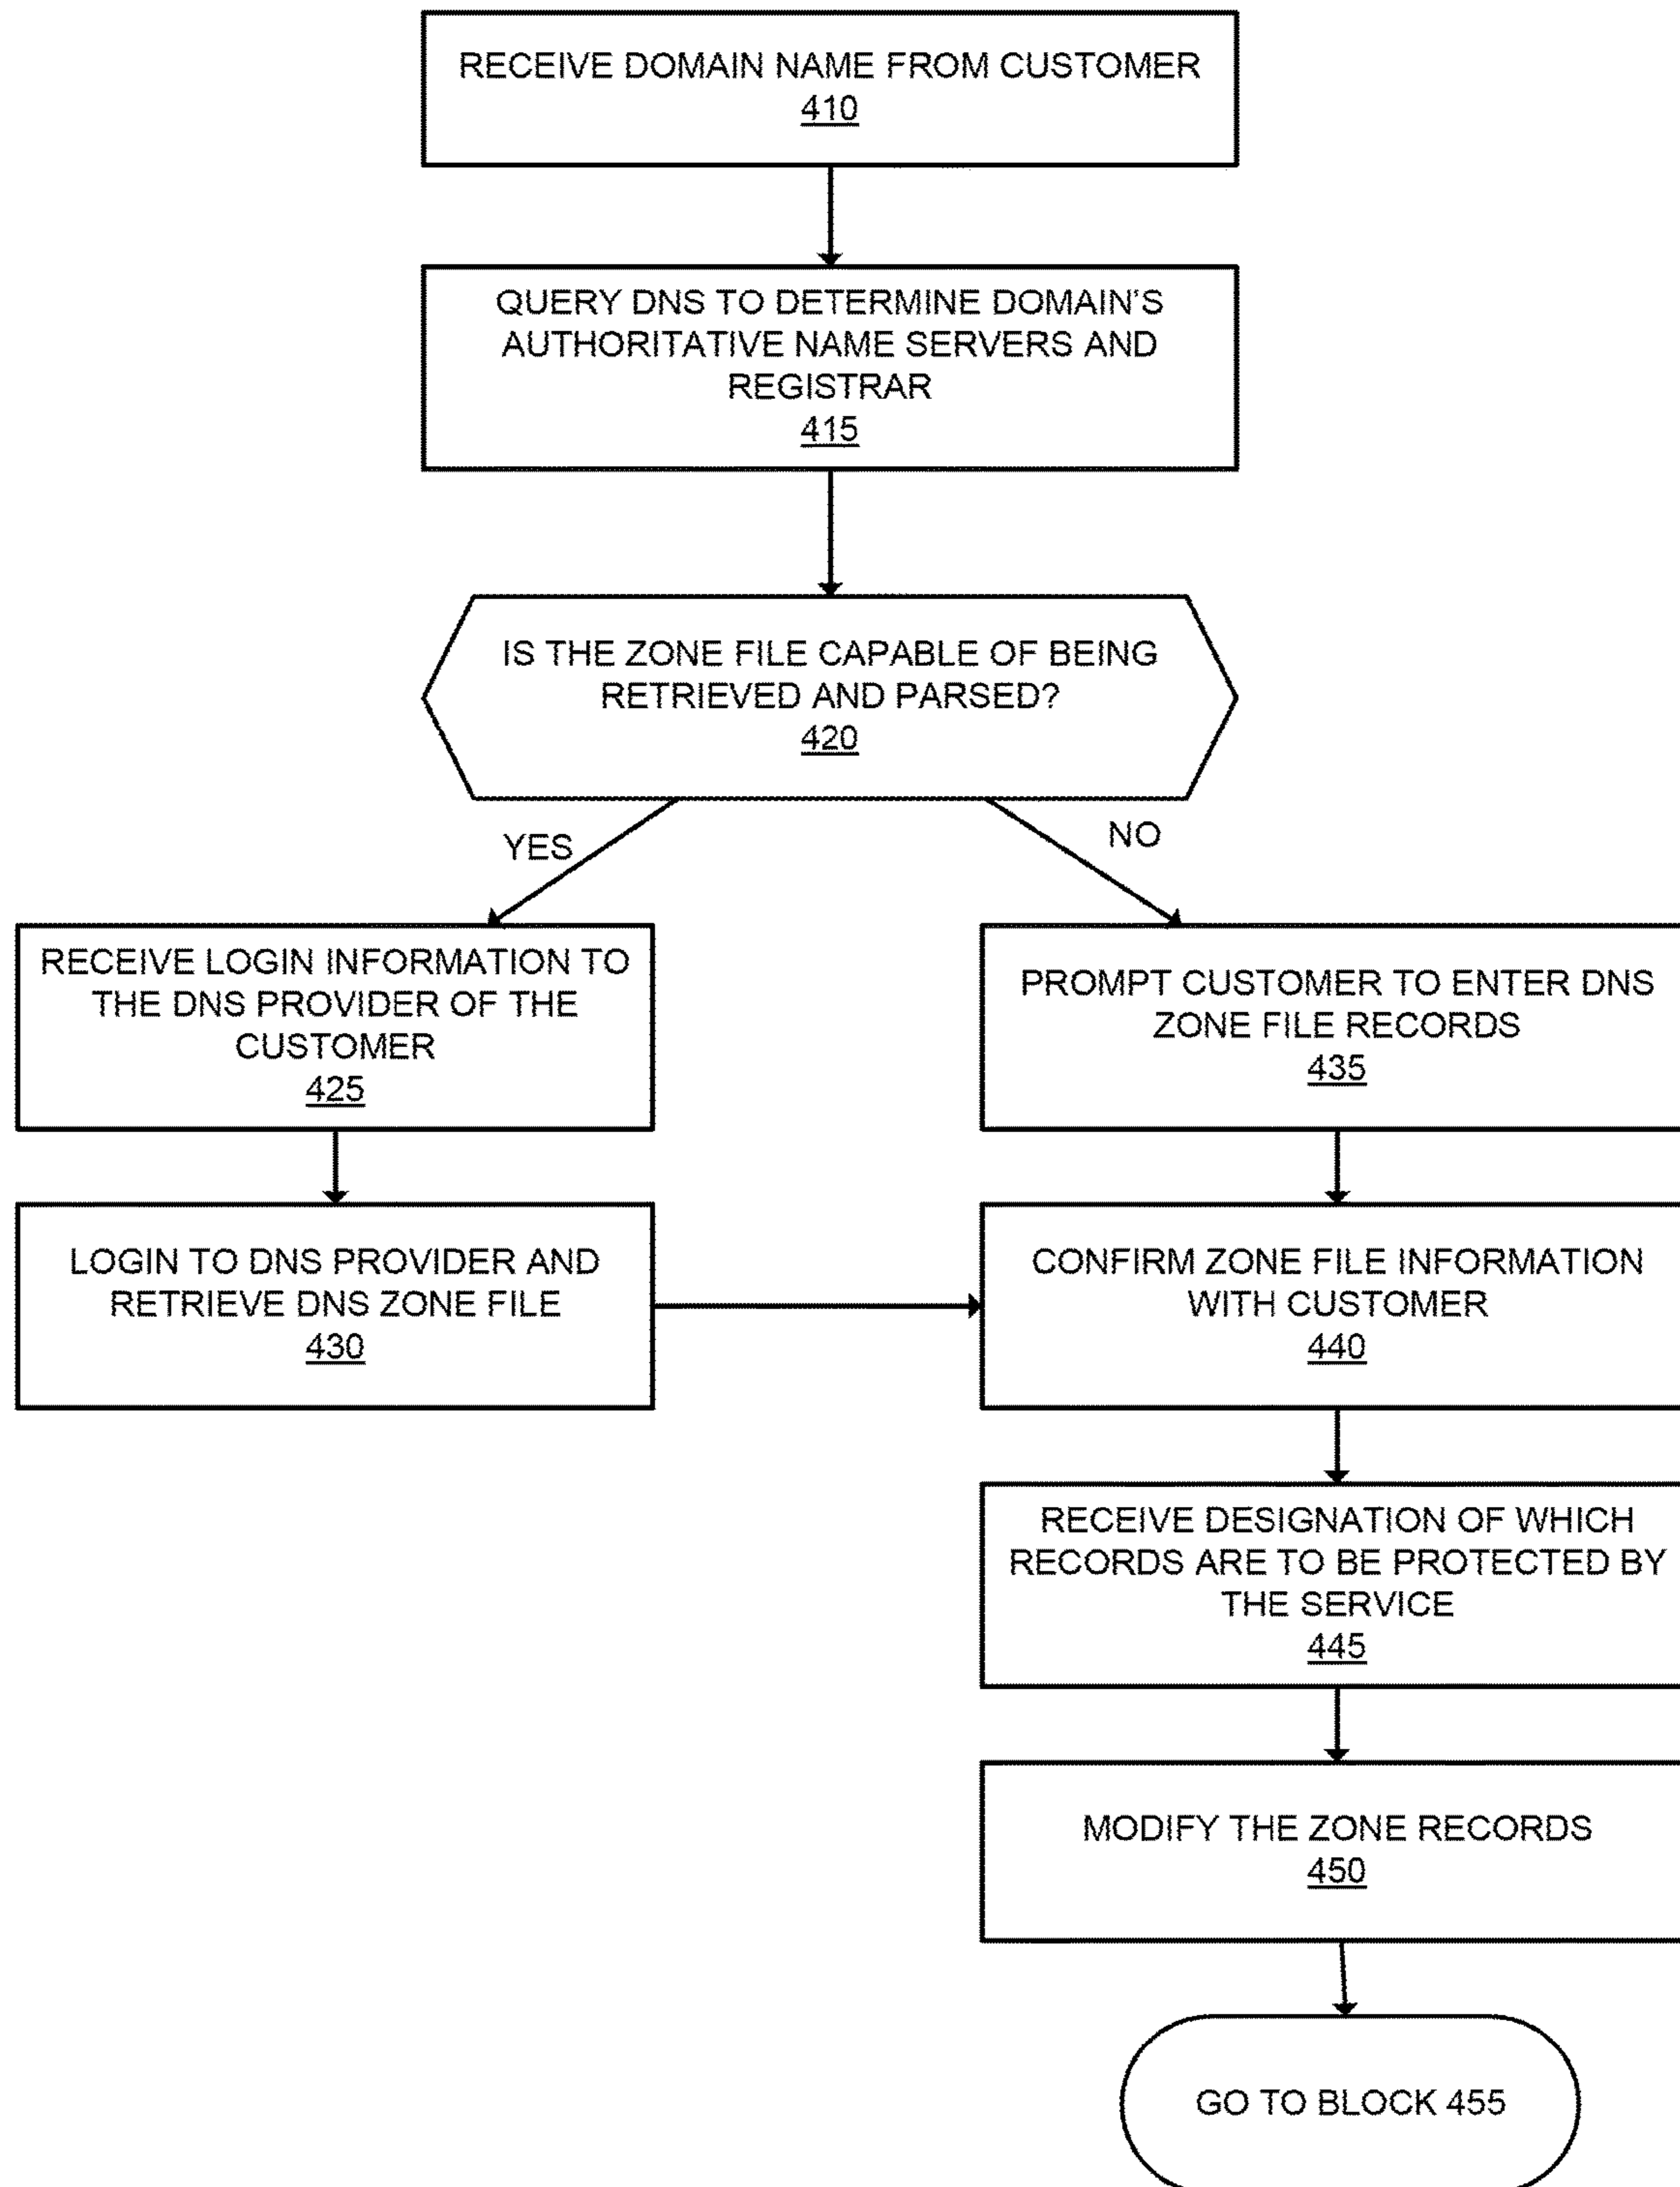 RECEIVE DOMAIN NAME FROM CUSTOMER
410
QUERY DNS TO DETERMINE DOMAIN'S
AUTHORITATIVE NAME SERVERS AND
REGISTRAR
415
IS THE ZONE FILE CAPABLE OF BEING
RETRIEVED AND PARSED?
420
YES
NO
RECEIVE LOGIN INFORMATION TO
THE DNS PROVIDER OF THE
CUSTOMER
425
PROMPT CUSTOMER TO ENTER DNS
ZONE FILE RECORDS
435
LOGIN TO DNS PROVIDER AND
RETRIEVE DNS ZONE FILE
430
CONFIRM ZONE FILE INFORMATION
WITH CUSTOMER
440
RECEIVE DESIGNATION OF WHICH
RECORDS ARE TO BE PROTECTED BY
THE SERVICE
445
MODIFY THE ZONE RECORDS
450
GO TO BLOCK 455